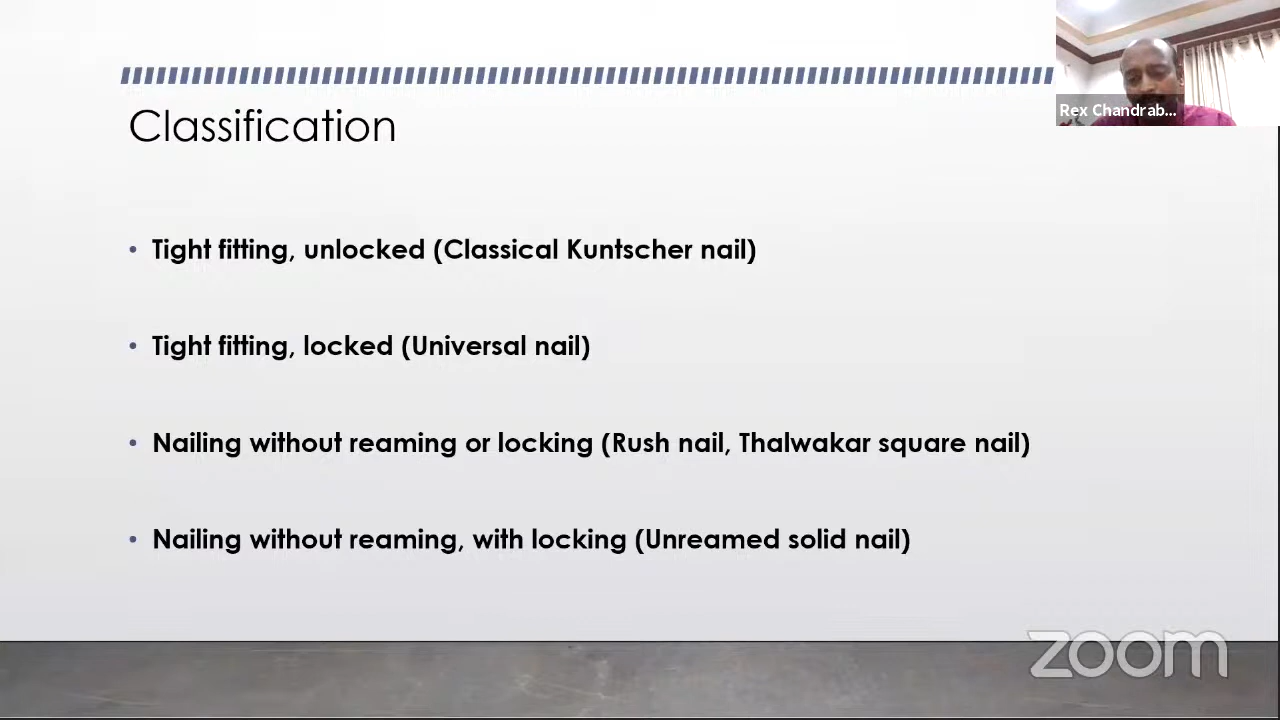 Classification
Rex Chandrab...
• Tight fitting, unlocked (Classical Kuntscher nail)
• Tight fitting, locked (Universal nail)
• Nailing without reaming or locking (Rush nail, Thalwakar square nail)
• Nailing without reaming, with locking (Unreamed solid nail)
zoom